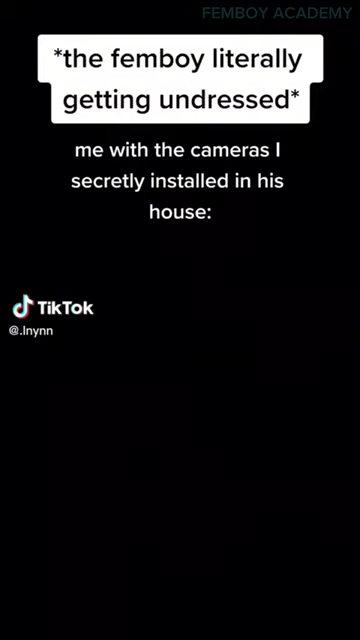 FEMBOY ACADEMY
*the femboy literally
getting undressed*
me with the cameras I
secretly installed in his
house:
TikTok
@.lnynn